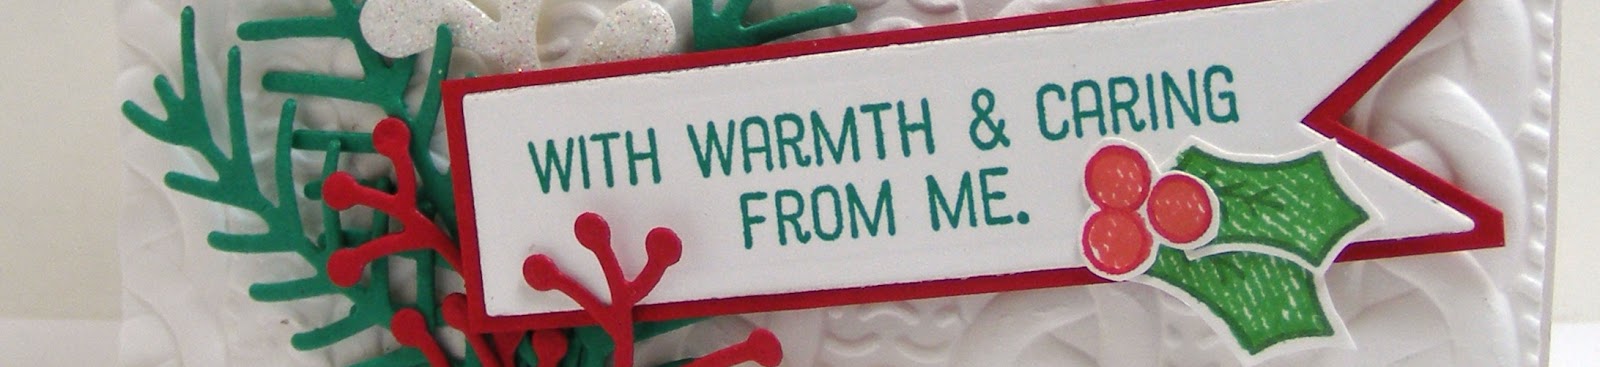 WITH WARMTH & CARING
FROM ME.